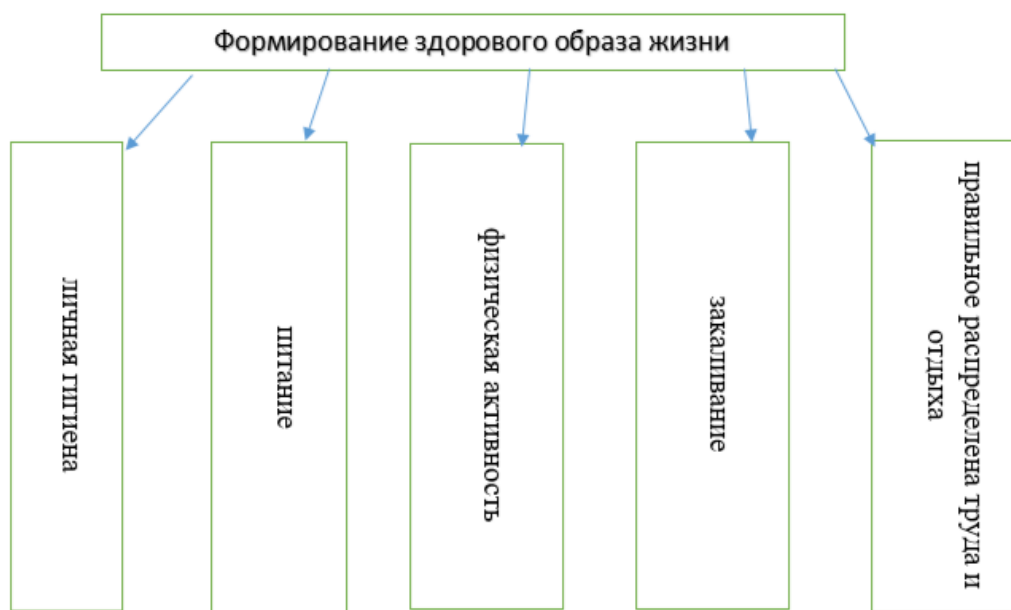 Формирование здорового образа жизни
личная гигиена
питание
физическая активность
закаливание
правильное распределена труда и
отдыха